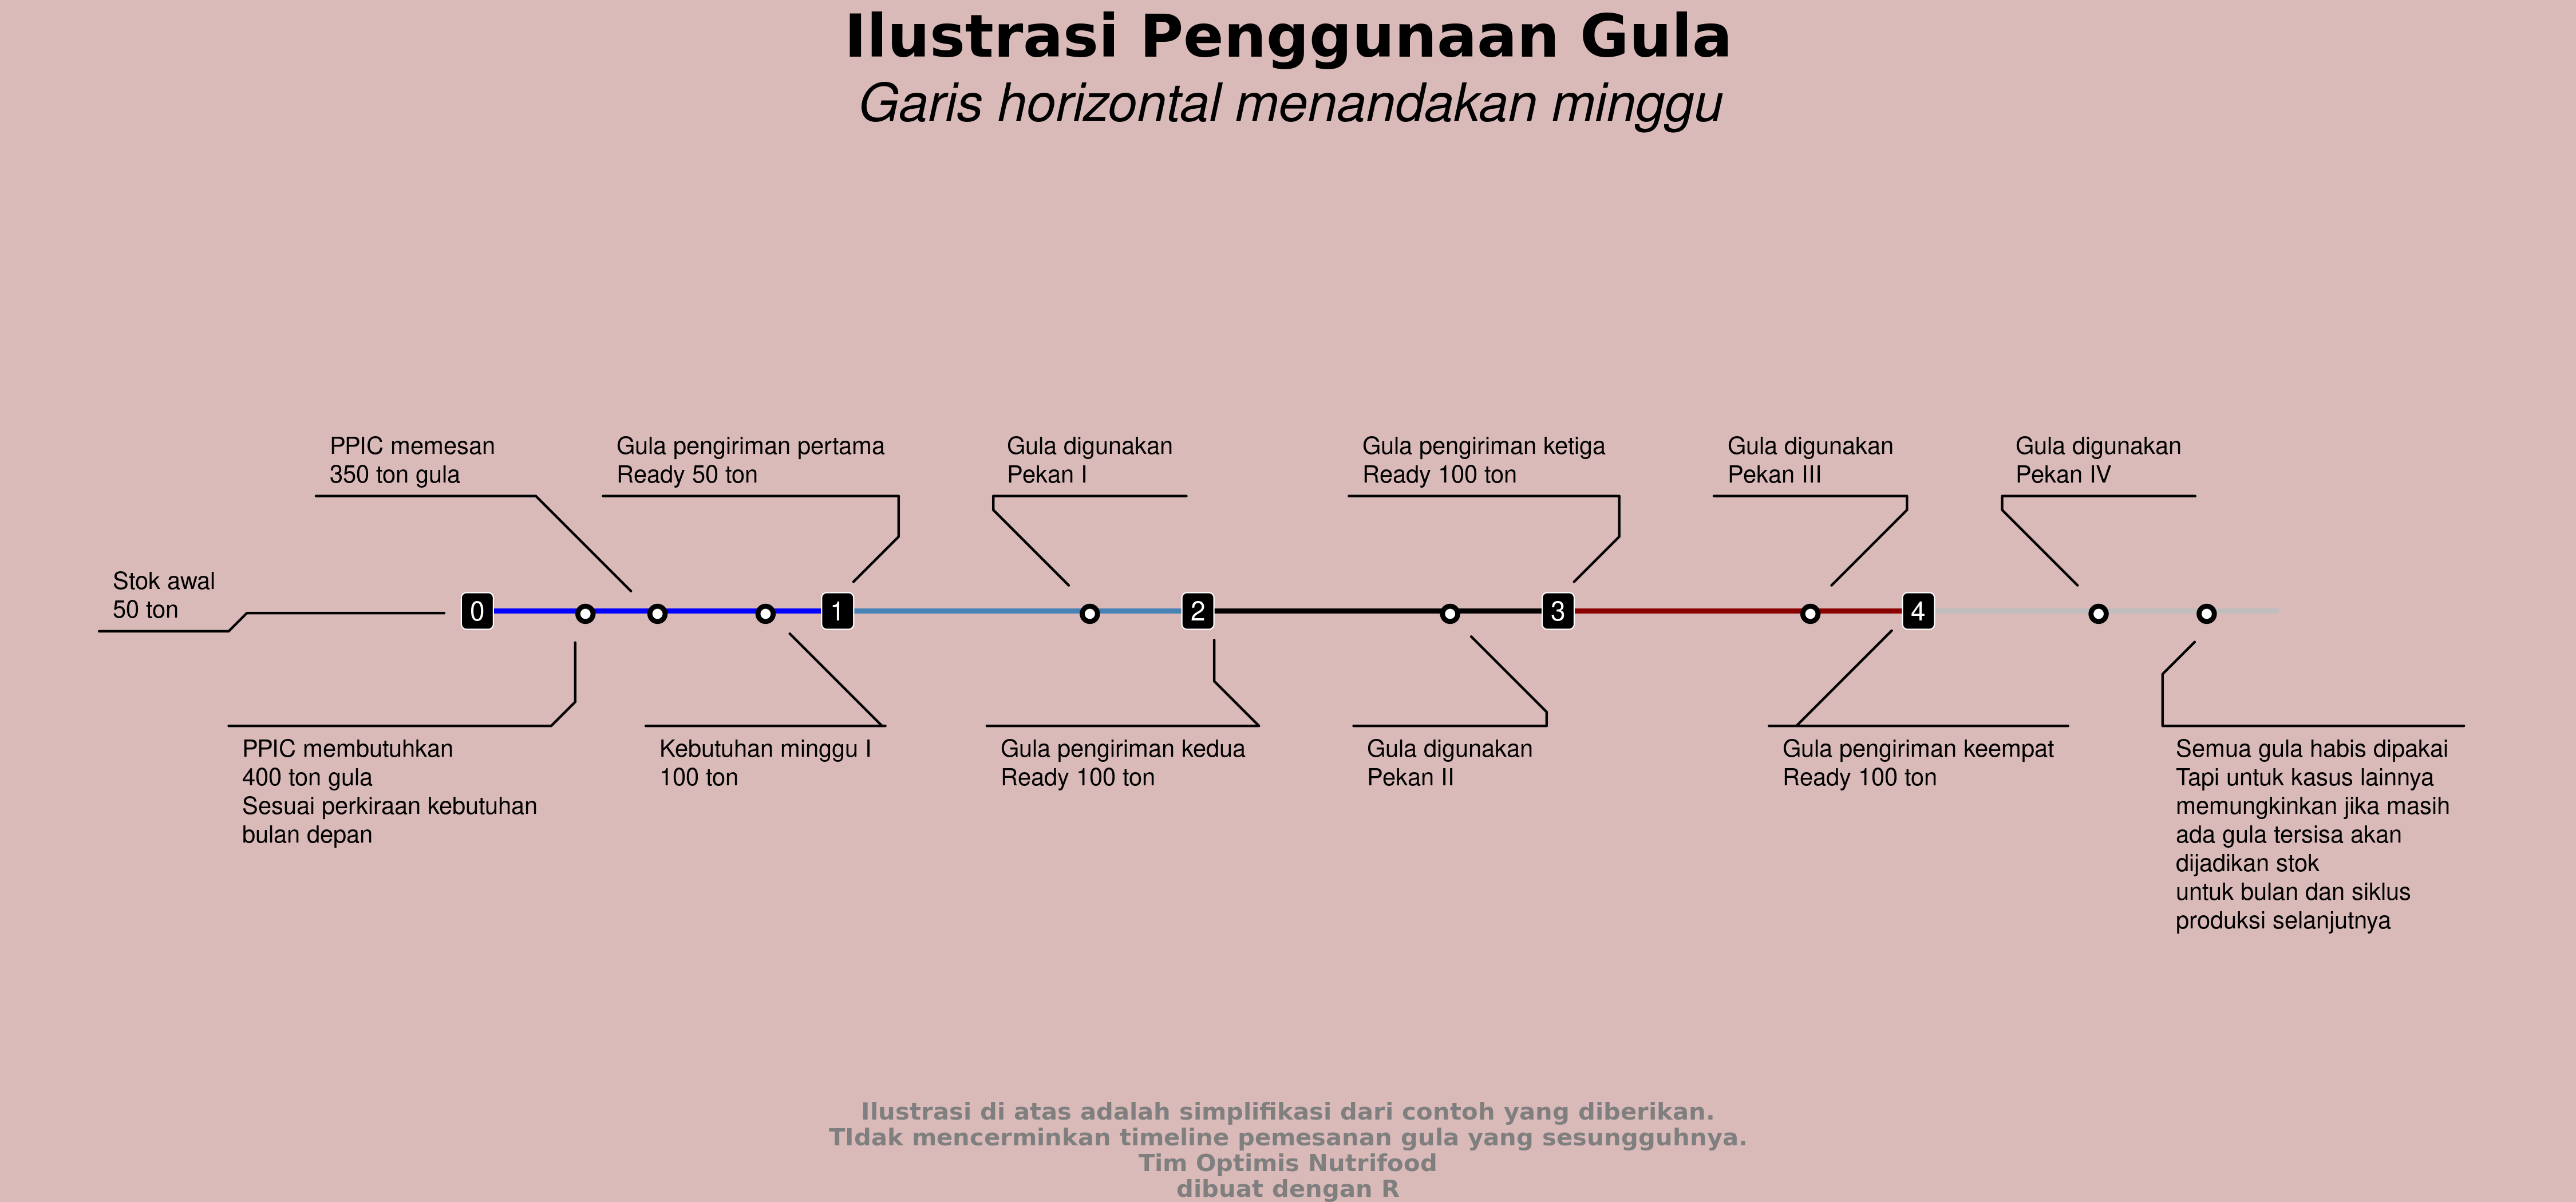 Ilustrasi Penggunaan Gula
Garis horizontal menandakan minggu
PPIC memesan
350 ton gula
Gula pengiriman pertama
Ready 50 ton
Gula digunakan
Pekan I
Gula pengiriman ketiga
Ready 100 ton
Gula digunakan
Pekan III
Gula digunakan
Pekan IV
Stok awal
50 ton
0
1
2
3
4
PPIC membutuhkan
400 ton gula
Sesuai perkiraan kebutuhan
bulan depan
Kebutuhan minggu I
100 ton
Gula pengiriman kedua
Ready 100 ton
Gula digunakan
Pekan II
Gula pengiriman keempat
Ready 100 ton
Semua gula habis dipakai
Tapi untuk kasus lainnya
memungkinkan jika masih
ada gula tersisa akan
dijadikan stok
untuk bulan dan siklus
produksi selanjutnya
Ilustrasi di atas adalah simplifikasi dari contoh yang diberikan.
TIdak mencerminkan timeline pemesanan gula yang sesungguhnya.
Tim Optimis Nutrifood
dibuat dengan R